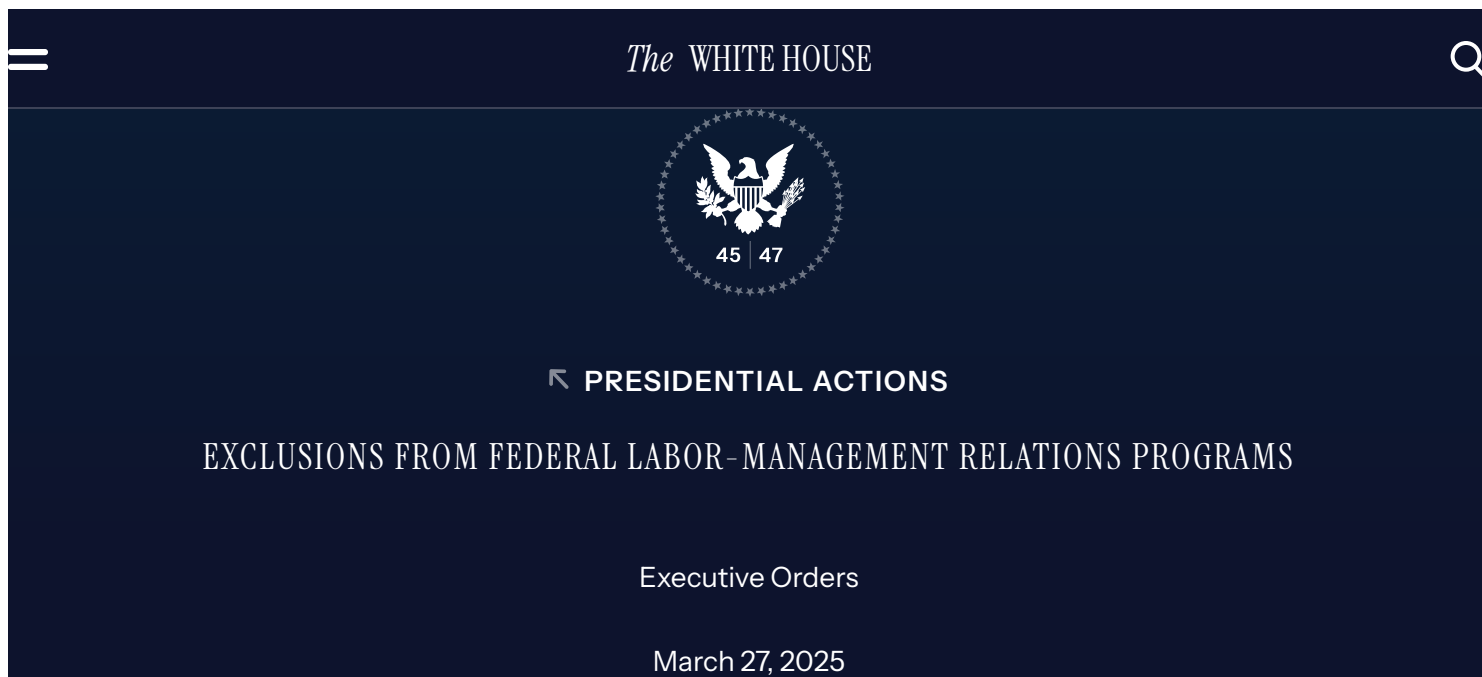 The WHITE HOUSE
45 | 47
PRESIDENTIAL ACTIONS
EXCLUSIONS FROM FEDERAL LABOR-MANAGEMENT RELATIONS PROGRAMS
Executive Orders
March 27, 2025